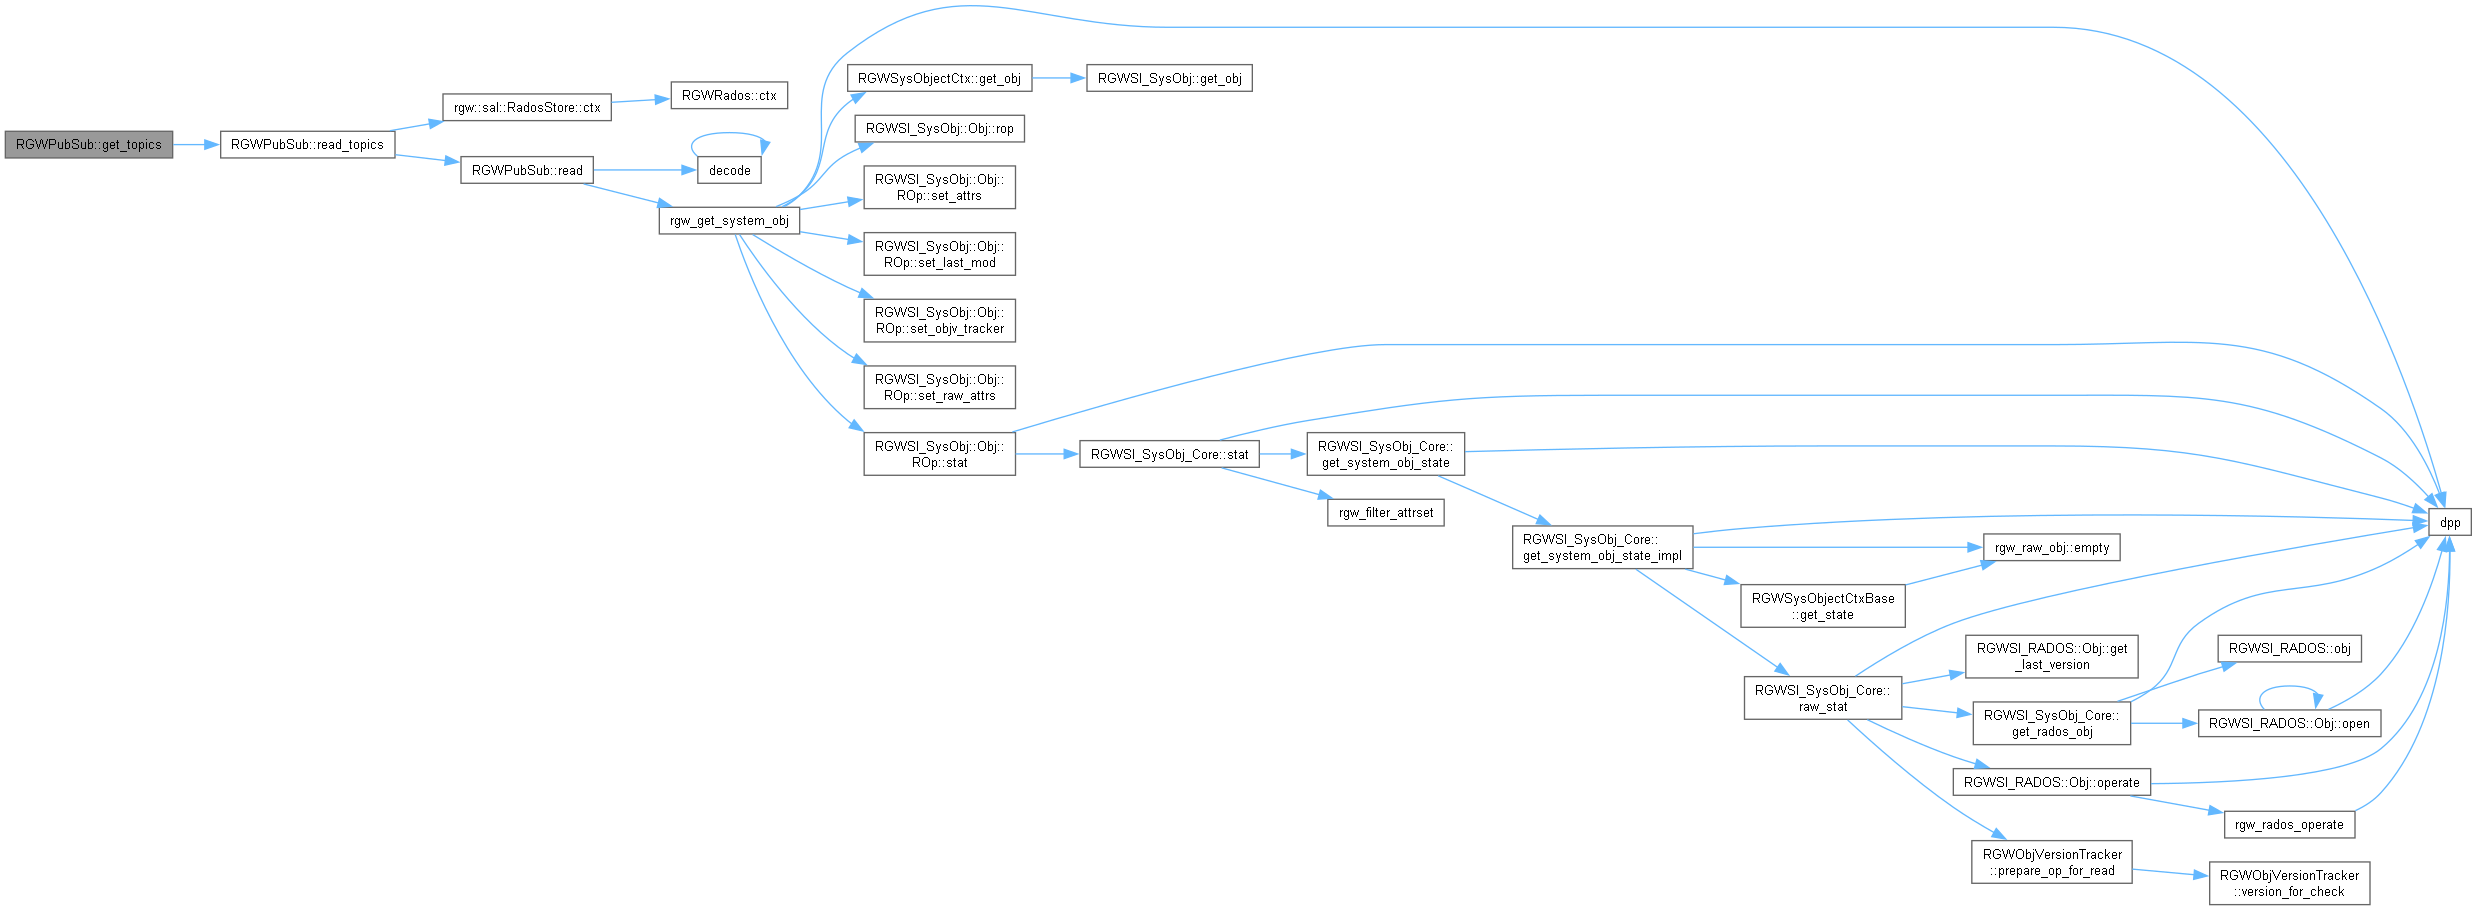 RGWPubSub::get_topics
RGWPubSub::read_topics
rgw::sal::RadosStore::ctx
RGWRados::ctx
RGWPubSub::read
decode
rgw_get_system_obj
RGWSysObjectCtx::get_obj
RGWSI_SysObj::get_obj
RGWSI_SysObj::Obj::rop
RGWSI_SysObj::Obj::
ROp::set_attrs
RGWSI_SysObj::Obj::
ROp::set_last_mod
RGWSI_SysObj::Obj::
ROp::set_objv_tracker
RGWSI_SysObj::Obj::
ROp::set_raw_attrs
RGWSI_SysObj::Obj::
ROp::stat
RGWSI_SysObj_Core::stat
RGWSI_SysObj_Core::
get_system_obj_state
rgw_filter_attrset
RGWSI_SysObj_Core::
get_system_obj_state_impl
dpp
rgw_raw_obj::empty
RGWSysObjectCtxBase
::get_state
RGWSI_SysObj_Core::
raw_stat
RGWSI_RADOS::Obj::get
_last_version
RGWSI_SysObj_Core::
get_rados_obj
RGWSI_RADOS::obj
RGWSI_RADOS::Obj::open
RGWSI_RADOS::Obj::operate
rgw_rados_operate
RGWObjVersionTracker
::prepare_op_for_read
RGWObjVersionTracker
::version_for_check